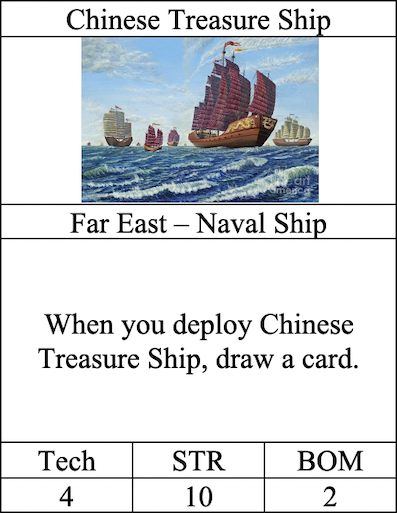 Chinese Treasure Ship
Far East – Naval Ship
When you deploy Chinese
Treasure Ship, draw a card.
Tech STR BOM
4 10 2